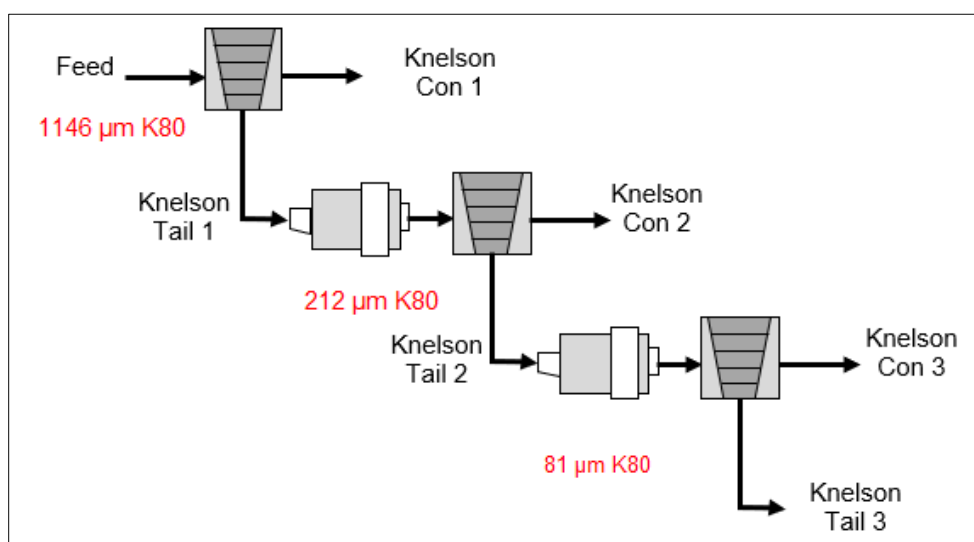 Feed
Knelson
Con 1
1146 µm K80
Knelson
Tail 1
Knelson
Con 2
212 µm K80
Knelson
Tail 2
Knelson
Con 3
81 µm K80
Knelson
Tail 3